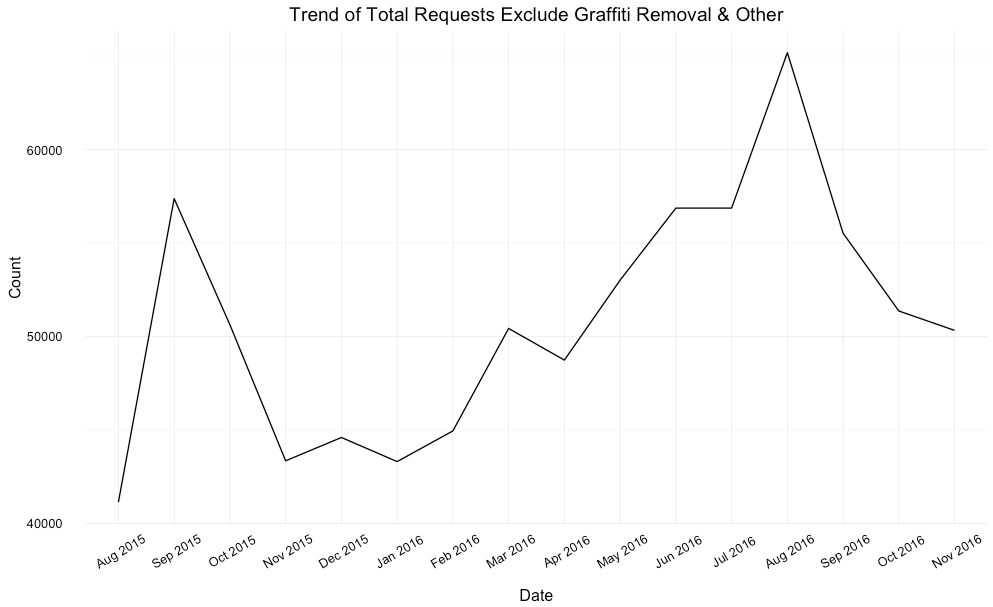 Trend of Total Requests Exclude Graffiti Removal & Other
Count
60000
50000
40000
Aug 2015
Sep 2015
Oct 2015
Nov 2015
Dec 2015
Jan 2016
Feb 2016
Mar 2016
Apr 2016
May 2016
Jun 2016
Jul 2016
Aug 2016
Sep 2016
Oct 2016
Nov 2016
Date